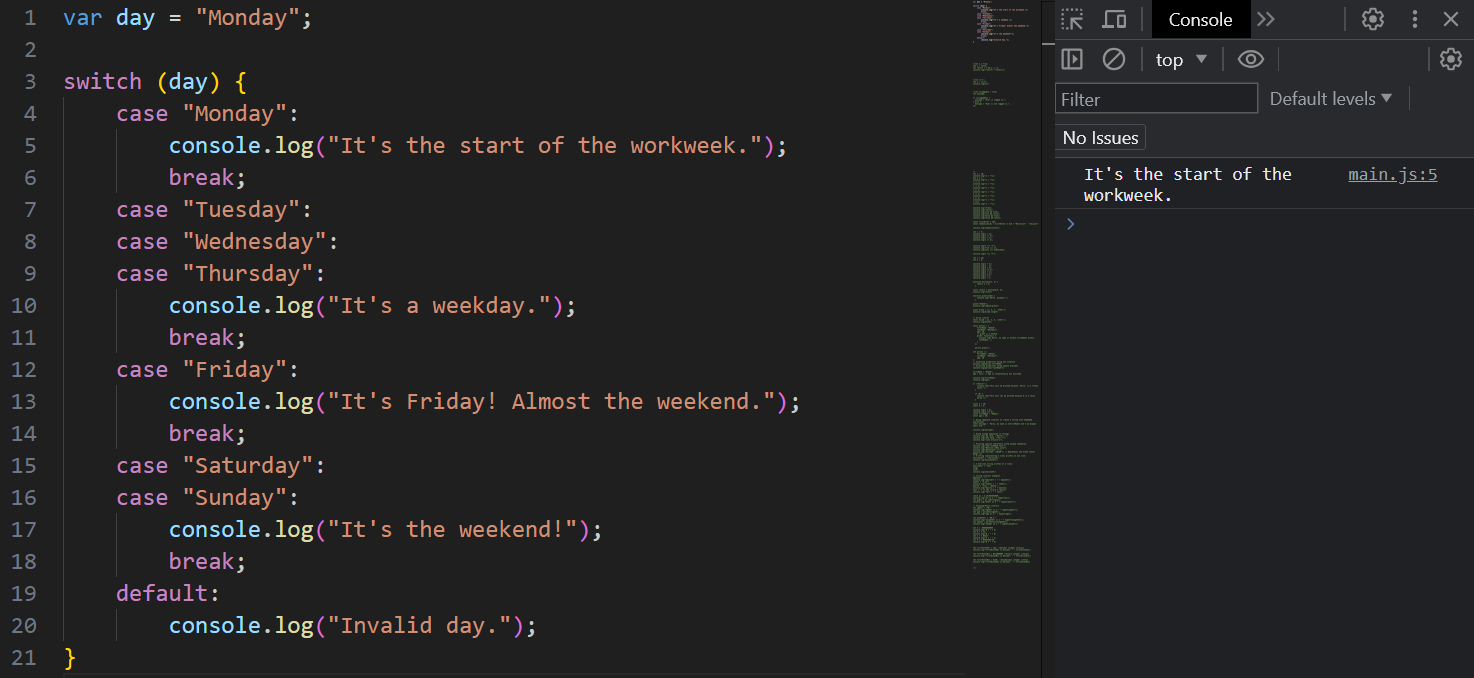 1 var day = "Monday";
2
3 switch (day) {
4 case "Monday":
5 console.log("It's the start of the workweek.");
6 break;
7 case "Tuesday":
8 case "Wednesday":
9 case "Thursday":
10 console.log("It's a weekday.");
11 break;
12 case "Friday":
13 console.log("It's Friday! Almost the weekend.");
14 break;
15 case "Saturday":
16 case "Sunday":
17 console.log("It's the weekend!");
18 break;
19 default:
20 console.log("Invalid day.");
21 }
Console
top
Filter Default levels
No Issues
It's the start of the main.js:5
workweek.